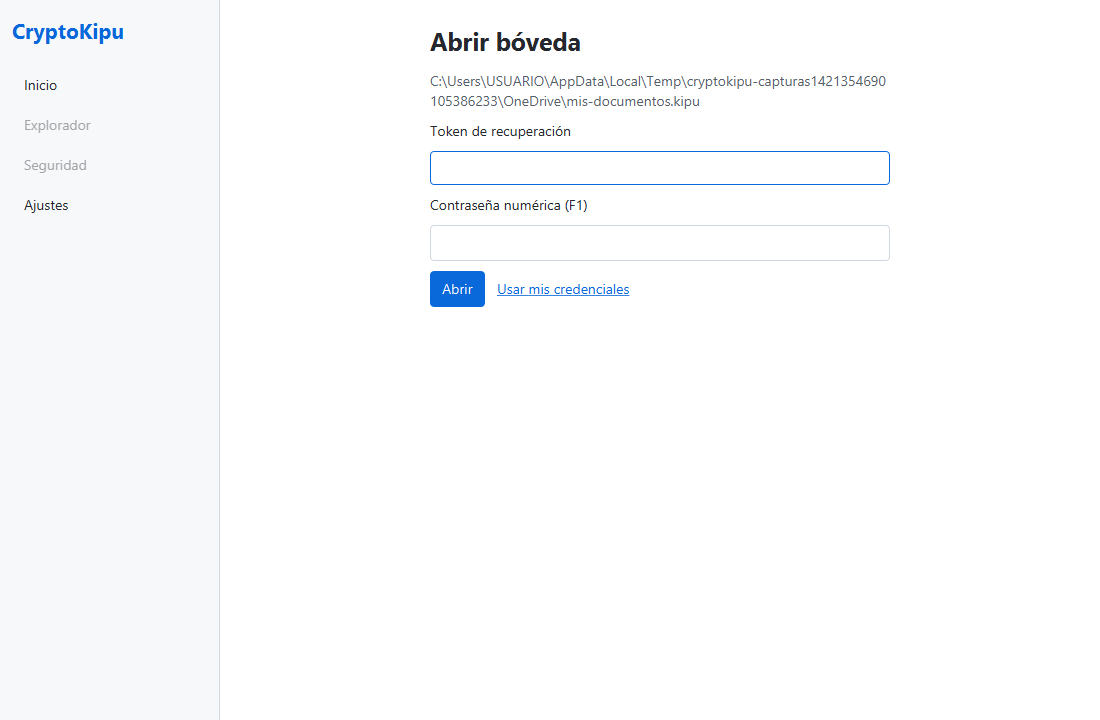 CryptoKipu
Inicio
Explorador
Seguridad
Ajustes
Abrir bóveda
C:\Users\USUARIO\AppData\Local\Temp\cryptokipu-capturas1421354690
105386233\OneDrive\mis-documentos.kipu
Token de recuperación
Contraseña numérica (F1)
Abrir
Usar mis credenciales